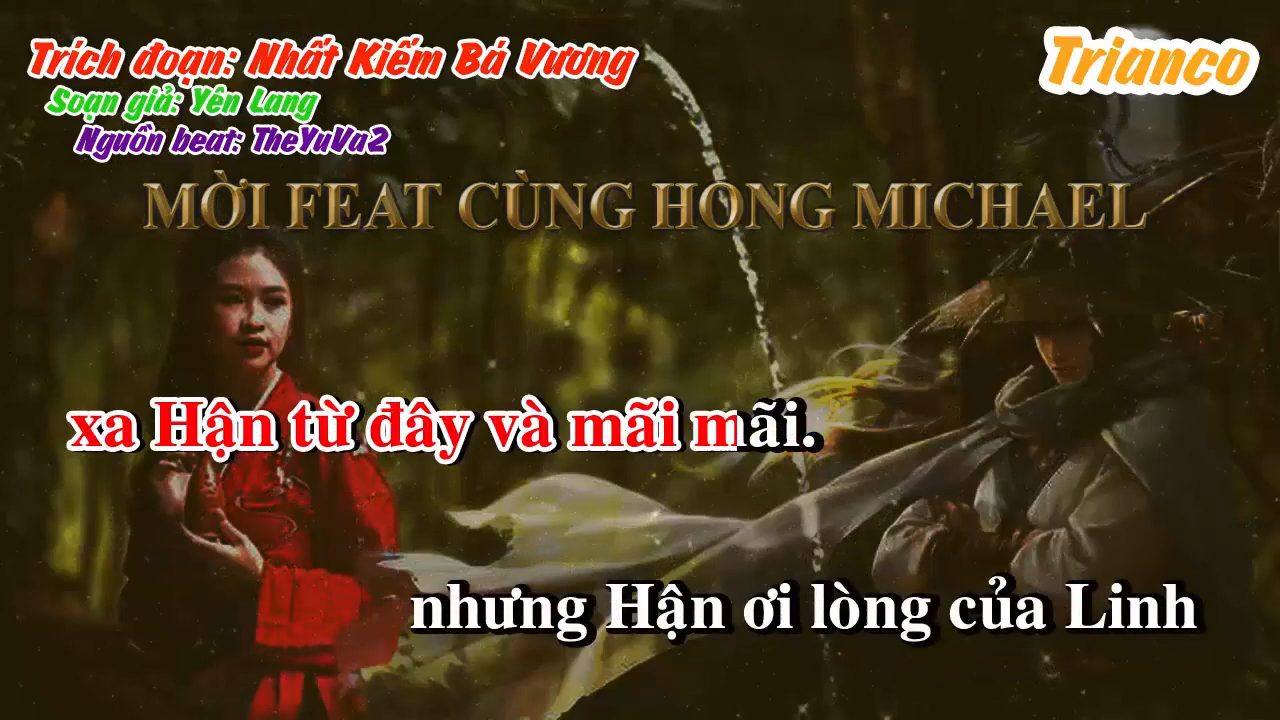 Trích đoạn: Nhất Kiếm Bá Vương
Trianco
Soạn giả: Yên Lang
Nguồn beat: TheYuVa2
MỜI FEAT CÙNG HONG MICHAEL
xa Hận từ đây và mãi mãi.
nhưng Hận ơi lòng của Linh